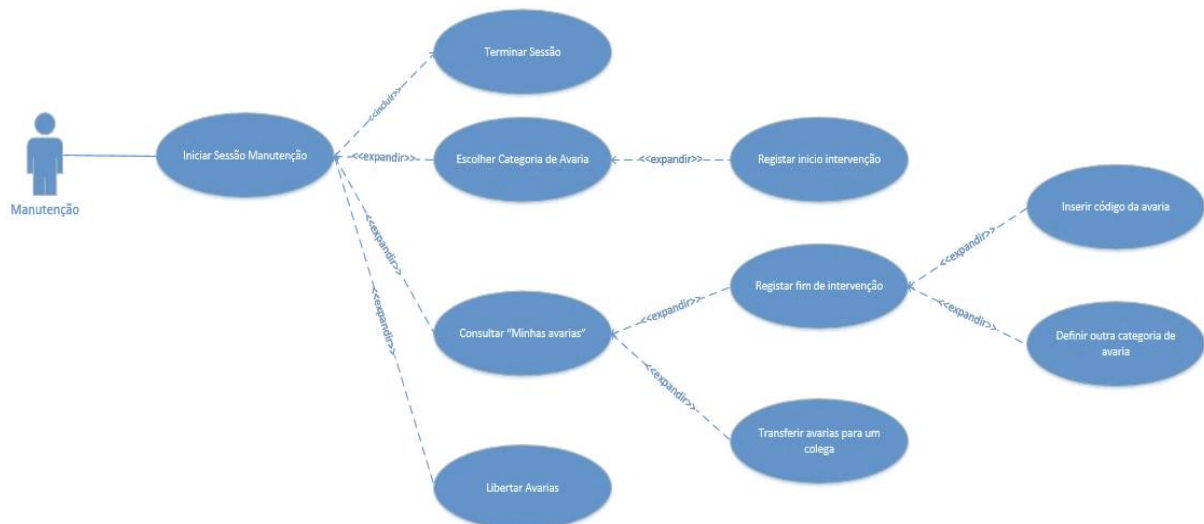 Terminar Sessão
<<incluir>>
Iniciar Sessão Manutenção
<<expandir>>
Escolher Categoria de Avaria
<<expandir>>
Registar inicio intervenção
Manutenção
Inserir código da avaria
<<expandir>>
<<expandir>>
Consultar “Minhas avarias”
<<expandir>>
Registar fim de intervenção
<<expandir>>
Definir outra categoria de
avaria
<<expandir>>
<<expandir>>
Transferir avarias para um
colega
Libertar Avarias